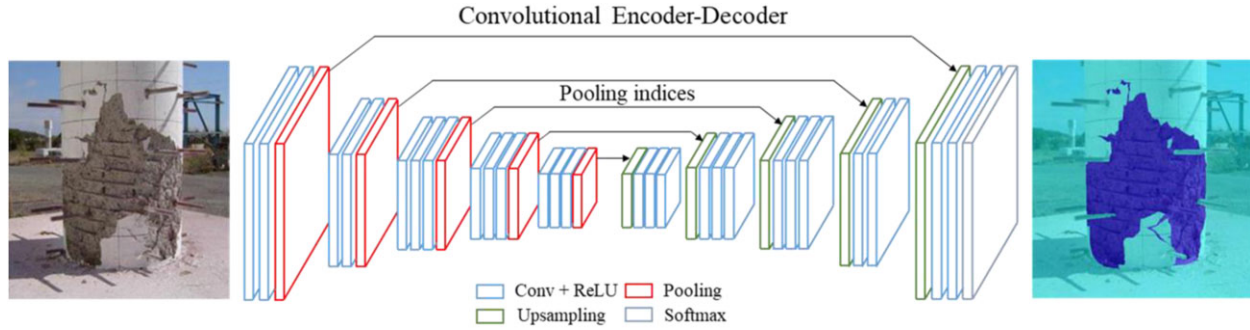 Convolutional Encoder-Decoder
Pooling indices
Conv + ReLU Pooling
Upsampling Softmax